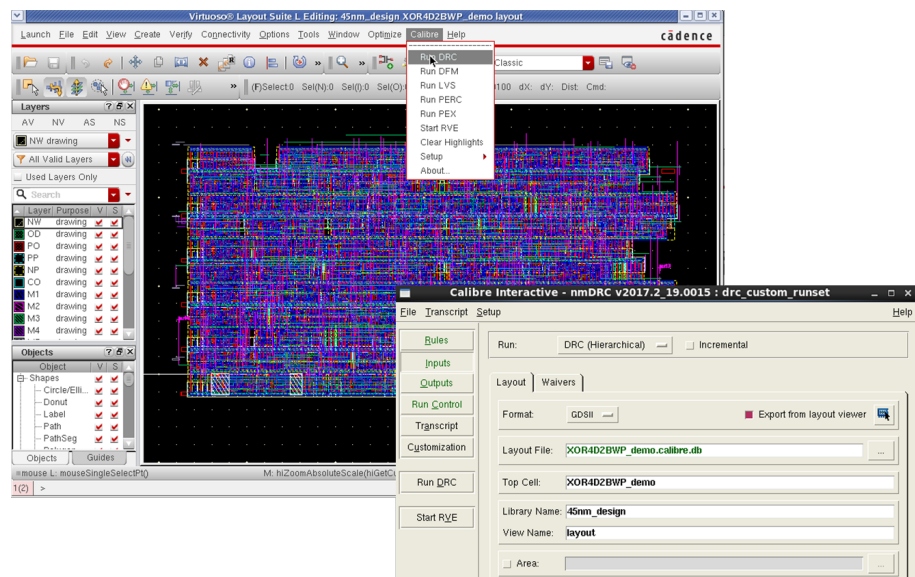 Virtuoso® Layout Suite L Editing: 45nm_design XOR4D2BWP_demo layout
Launch File Edit View Create Verify Connectivity Options Tools Window Optimize Calibre Help
cādence
Classic
(F)Select:0 Sel(N):0 Sel(I):0 Sel(O):
100 dX: dY: Dist: Cmd:
Run DRC
Run DFM
Run LVS
Run PERC
Run PEX
Start RVE
Clear Highlights
Setup
About...
Layers
AV NV AS NS
NW drawing
All Valid Layers
Used Layers Only
Search
Layer Purpose V S
NW drawing
OD drawing
PO drawing
PP drawing
NP drawing
CO drawing
M1 drawing
M2 drawing
M3 drawing
M4 drawing
Objects
Object V S
Shapes
Circle/Elli...
Donut
Label
Path
PathSeg
Objects Guides
mouse L: mouseSingleSelectPt()
M: hiZoomAbsoluteScale(hiGetC
1(2) >
Calibre Interactive - nmDRC v2017.2_19.0015 : drc_custom_runset
File Transcript Setup Help
Rules
Inputs
Outputs
Run Control
Transcript
Customization
Run DRC
Start RVE
Run: DRC (Hierarchical) Incremental
Layout Waivers
Format: GDSII Export from layout viewer
Layout File: XOR4D2BWP_demo.calibre.db ...
Top Cell: XOR4D2BWP_demo
Library Name: 45nm_design
View Name: layout
Area: ...